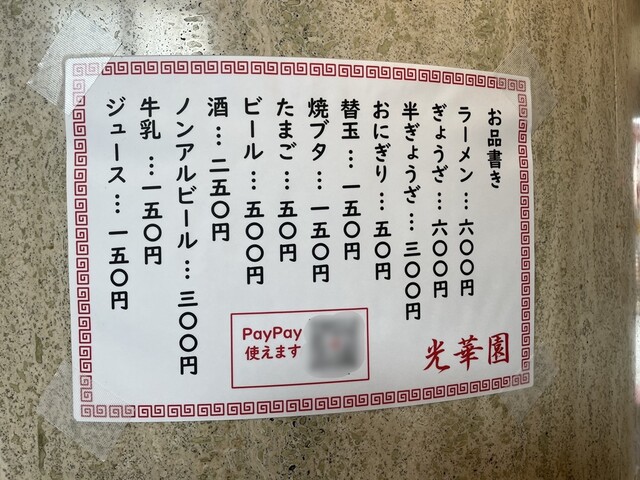 お品書き
ラーメン…六〇〇円
ぎょうざ…六〇〇円
半ぎょうざ…三〇〇円
おにぎり…五〇円
替玉…一五〇円
焼ブタ…一五〇円
たまご…五〇円
ビール…五〇〇円
酒…二五〇円
ノンアルビール…三〇〇円
牛乳…一五〇円
ジュース…一五〇円
PayPay
使えます
光華園